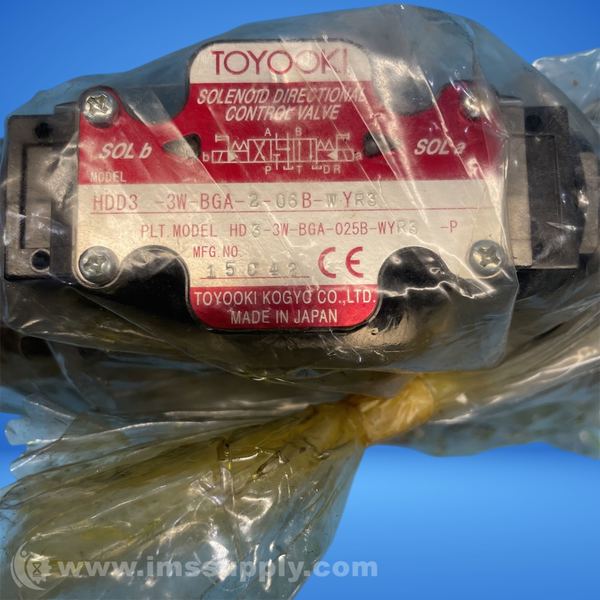 TOYOOKI
SOLENOID DIRECTIONAL
CONTROL VALVE
A B
SOL b
b
a
SOL a
P T DR
MODEL
HDD3 -3W-BGA-2-06B-WYR3
PLT.MODEL HD3-3W-BGA-025B-WYR3 -P
MFG.NO.
15C42
CE
TOYOOKI KOGYO CO.,LTD.
MADE IN JAPAN
www.imssupply.com